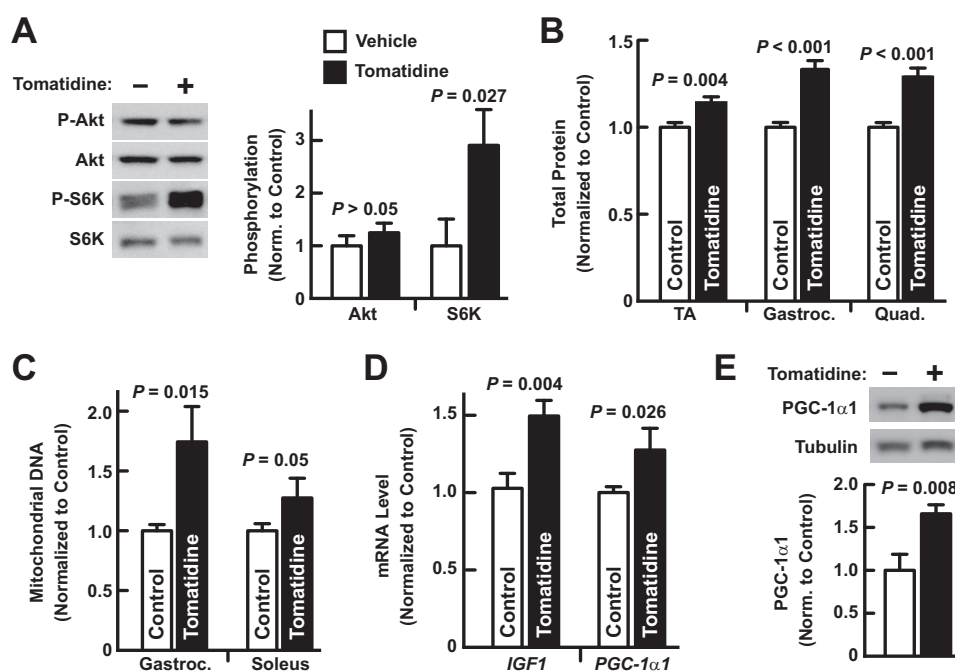 A
Vehicle
Tomatidine
Tomatidine: − +
P-Akt
Akt
P-S6K
S6K
Phosphorylation
(Norm. to Control)
3
2
1
0
P > 0.05
P = 0.027
Akt S6K
B
Total Protein
(Normalized to Control)
1.5
1.0
0.5
0
P = 0.004
P < 0.001
P < 0.001
Control
Tomatidine
Control
Tomatidine
Control
Tomatidine
TA Gastroc. Quad.
C
Mitochondrial DNA
(Normalized to Control)
2.0
1.5
1.0
0.5
0
P = 0.015
P = 0.05
Control
Tomatidine
Control
Tomatidine
Gastroc. Soleus
D
mRNA Level
(Normalized to Control)
1.5
1.0
0.5
0
P = 0.004
P = 0.026
Control
Tomatidine
Control
Tomatidine
IGF1 PGC-1α1
E
Tomatidine: − +
PGC-1α1
Tubulin
PGC-1α1
(Norm. to Control)
2.0
1.5
1.0
0.5
0
P = 0.008